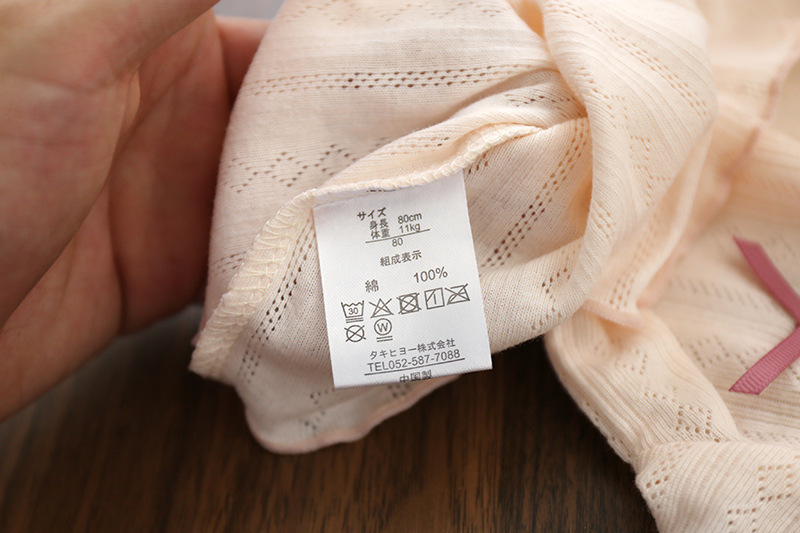 サイズ
身長 80cm
体重 11kg
80
組成表示
綿 100%
30
W
タキヒヨー株式会社
TEL052-587-7088
中国製